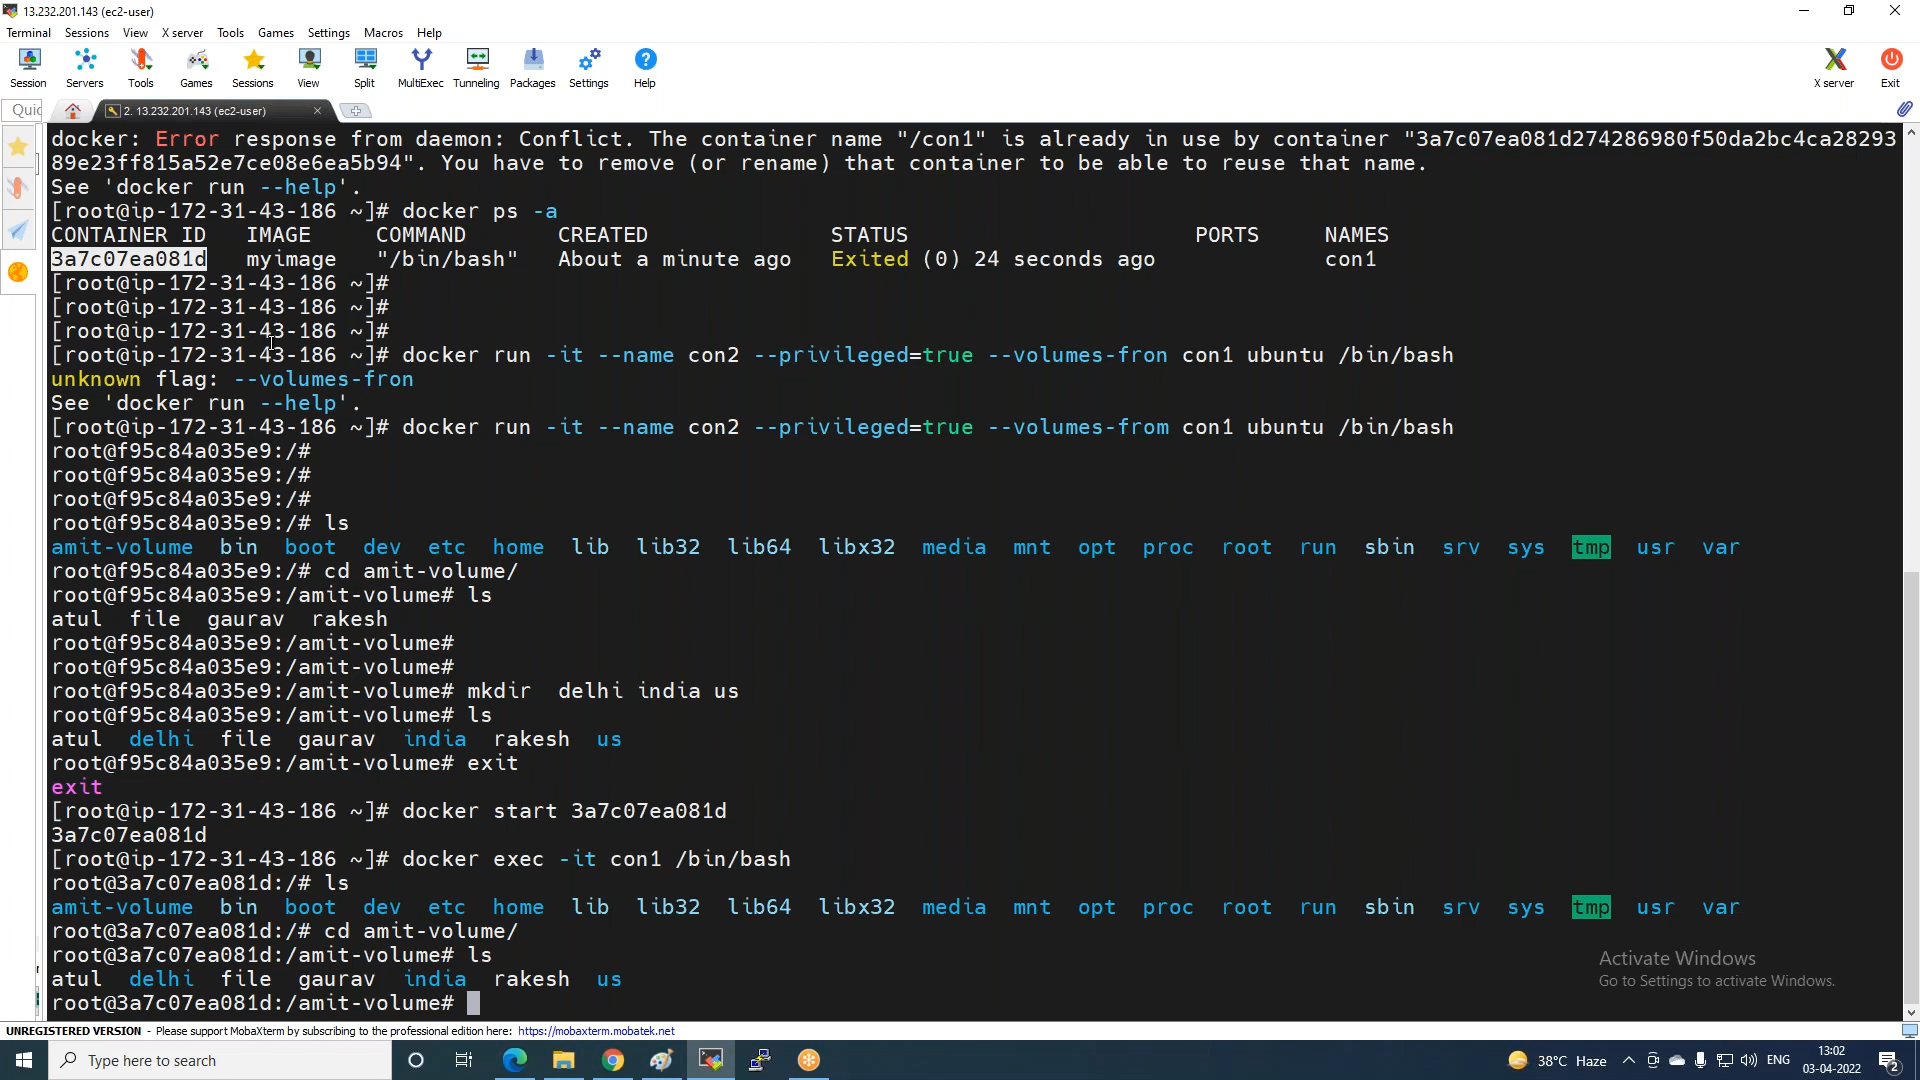 13.232.201.143 (ec2-user)
Terminal Sessions View X server Tools Games Settings Macros Help
Session Servers Tools Games Sessions View Split MultiExec Tunneling Packages Settings Help X server Exit
Quic 2. 13.232.201.143 (ec2-user)
docker: Error response from daemon: Conflict. The container name "/con1" is already in use by container "3a7c07ea081d274286980f50da2bc4ca28293
89e23ff815a52e7ce08e6ea5b94". You have to remove (or rename) that container to be able to reuse that name.
See 'docker run --help'.
[root@ip-172-31-43-186 ~]# docker ps -a
CONTAINER ID IMAGE COMMAND CREATED STATUS PORTS NAMES
3a7c07ea081d myimage "/bin/bash" About a minute ago Exited (0) 24 seconds ago con1
[root@ip-172-31-43-186 ~]#
[root@ip-172-31-43-186 ~]#
[root@ip-172-31-43-186 ~]#
[root@ip-172-31-43-186 ~]# docker run -it --name con2 --privileged=true --volumes-fron con1 ubuntu /bin/bash
unknown flag: --volumes-fron
See 'docker run --help'.
[root@ip-172-31-43-186 ~]# docker run -it --name con2 --privileged=true --volumes-from con1 ubuntu /bin/bash
root@f95c84a035e9:/#
root@f95c84a035e9:/#
root@f95c84a035e9:/#
root@f95c84a035e9:/# ls
amit-volume bin boot dev etc home lib lib32 lib64 libx32 media mnt opt proc root run sbin srv sys tmp usr var
root@f95c84a035e9:/# cd amit-volume/
root@f95c84a035e9:/amit-volume# ls
atul file gaurav rakesh
root@f95c84a035e9:/amit-volume#
root@f95c84a035e9:/amit-volume#
root@f95c84a035e9:/amit-volume# mkdir delhi india us
root@f95c84a035e9:/amit-volume# ls
atul delhi file gaurav india rakesh us
root@f95c84a035e9:/amit-volume# exit
exit
[root@ip-172-31-43-186 ~]# docker start 3a7c07ea081d
3a7c07ea081d
[root@ip-172-31-43-186 ~]# docker exec -it con1 /bin/bash
root@3a7c07ea081d:/# ls
amit-volume bin boot dev etc home lib lib32 lib64 libx32 media mnt opt proc root run sbin srv sys tmp usr var
root@3a7c07ea081d:/# cd amit-volume/
root@3a7c07ea081d:/amit-volume# ls
atul delhi file gaurav india rakesh us
root@3a7c07ea081d:/amit-volume#
Activate Windows
Go to Settings to activate Windows.
UNREGISTERED VERSION - Please support MobaXterm by subscribing to the professional edition here: https://mobaxterm.mobatek.net
Type here to search
38°C Haze
ENG
13:02
03-04-2022
2